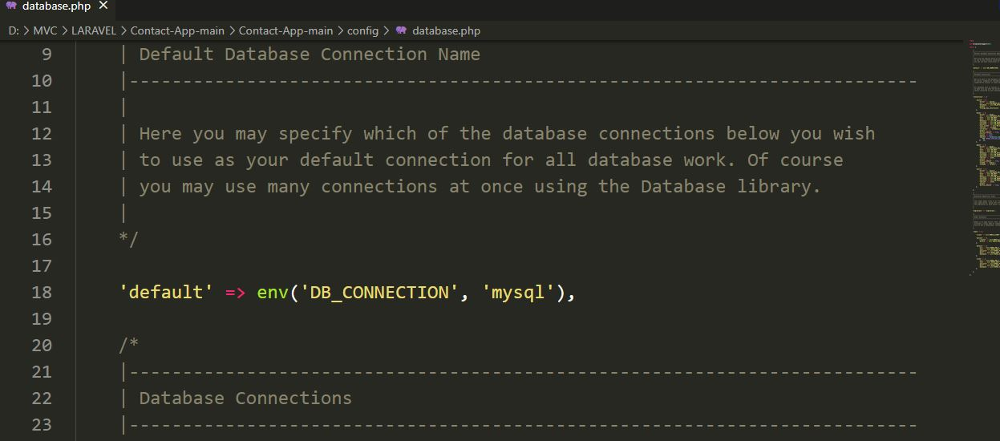 database.php
D: > MVC > LARAVEL > Contact-App-main > Contact-App-main > config > database.php
9 | Default Database Connection Name
10 |--------------------------------------------------------------------------
11 |
12 | Here you may specify which of the database connections below you wish
13 | to use as your default connection for all database work. Of course
14 | you may use many connections at once using the Database library.
15 |
16 */
17
18 'default' => env('DB_CONNECTION', 'mysql'),
19
20 /*
21 |--------------------------------------------------------------------------
22 | Database Connections
23 |--------------------------------------------------------------------------